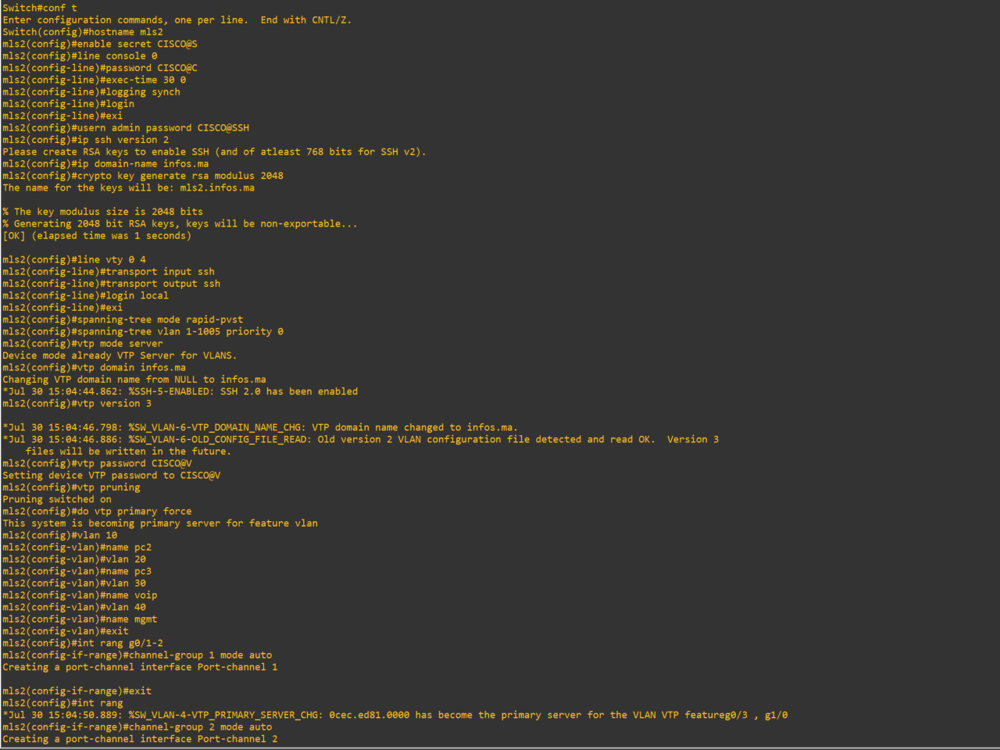 Switch#conf t
Enter configuration commands, one per line.  End with CNTL/Z.
Switch(config)#hostname mls2
mls2(config)#enable secret CISCO@S
mls2(config)#line console 0
mls2(config-line)#password CISCO@C
mls2(config-line)#exec-time 30 0
mls2(config-line)#logging synch
mls2(config-line)#login
mls2(config-line)#exi
mls2(config)#usern admin password CISCO@SSH
mls2(config)#ip ssh version 2
Please create RSA keys to enable SSH (and of atleast 768 bits for SSH v2).
mls2(config)#ip domain-name infos.ma
mls2(config)#crypto key generate rsa modulus 2048
The name for the keys will be: mls2.infos.ma

% The key modulus size is 2048 bits
% Generating 2048 bit RSA keys, keys will be non-exportable...
[OK] (elapsed time was 1 seconds)

mls2(config)#line vty 0 4
mls2(config-line)#transport input ssh
mls2(config-line)#transport output ssh
mls2(config-line)#login local
mls2(config-line)#exi
mls2(config)#spanning-tree mode rapid-pvst
mls2(config)#spanning-tree vlan 1-1005 priority 0
mls2(config)#vtp mode server
Device mode already VTP Server for VLANS.
mls2(config)#vtp domain infos.ma
Changing VTP domain name from NULL to infos.ma
*Jul 30 15:04:44.862: %SSH-5-ENABLED: SSH 2.0 has been enabled
mls2(config)#vtp version 3

*Jul 30 15:04:46.798: %SW_VLAN-6-VTP_DOMAIN_NAME_CHG: VTP domain name changed to infos.ma.
*Jul 30 15:04:46.886: %SW_VLAN-6-OLD_CONFIG_FILE_READ: Old version 2 VLAN configuration file detected and read OK.  Version 3
    files will be written in the future.
mls2(config)#vtp password CISCO@V
Setting device VTP password to CISCO@V
mls2(config)#vtp pruning
Pruning switched on
mls2(config)#do vtp primary force
This system is becoming primary server for feature vlan
mls2(config)#vlan 10
mls2(config-vlan)#name pc2
mls2(config-vlan)#vlan 20
mls2(config-vlan)#name pc3
mls2(config-vlan)#vlan 30
mls2(config-vlan)#name voip
mls2(config-vlan)#vlan 40
mls2(config-vlan)#name mgmt
mls2(config-vlan)#exit
mls2(config)#int rang g0/1-2
mls2(config-if-range)#channel-group 1 mode auto
Creating a port-channel interface Port-channel 1

mls2(config-if-range)#exit
mls2(config)#int rang
*Jul 30 15:04:50.889: %SW_VLAN-4-VTP_PRIMARY_SERVER_CHG: 0cec.ed81.0000 has become the primary server for the VLAN VTP featureg0/3 , g1/0
mls2(config-if-range)#channel-group 2 mode auto
Creating a port-channel interface Port-channel 2